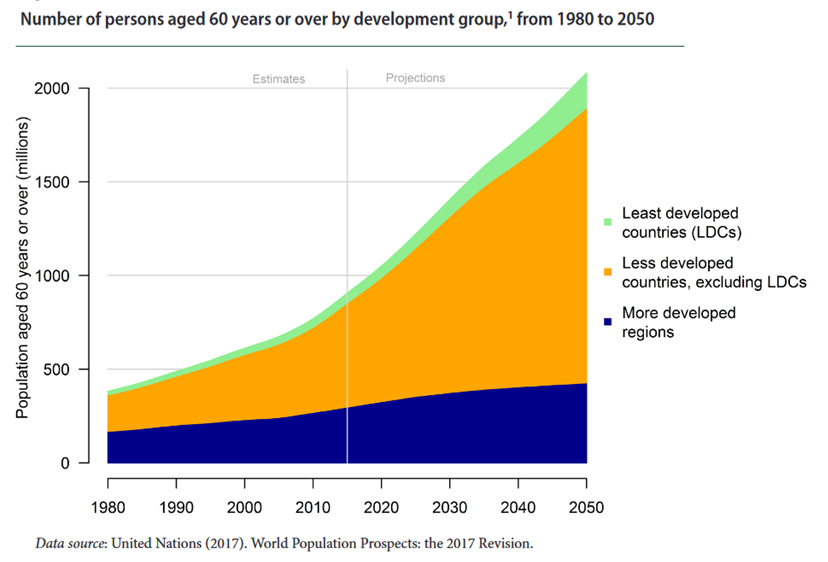 Number of persons aged 60 years or over by development group,¹ from 1980 to 2050
Estimates
Projections
Population aged 60 years or over (millions)
2000
1500
1000
500
0
1980 1990 2000 2010 2020 2030 2040 2050
Least developed
countries (LDCs)
Less developed
countries, excluding LDCs
More developed
regions
Data source: United Nations (2017). World Population Prospects: the 2017 Revision.